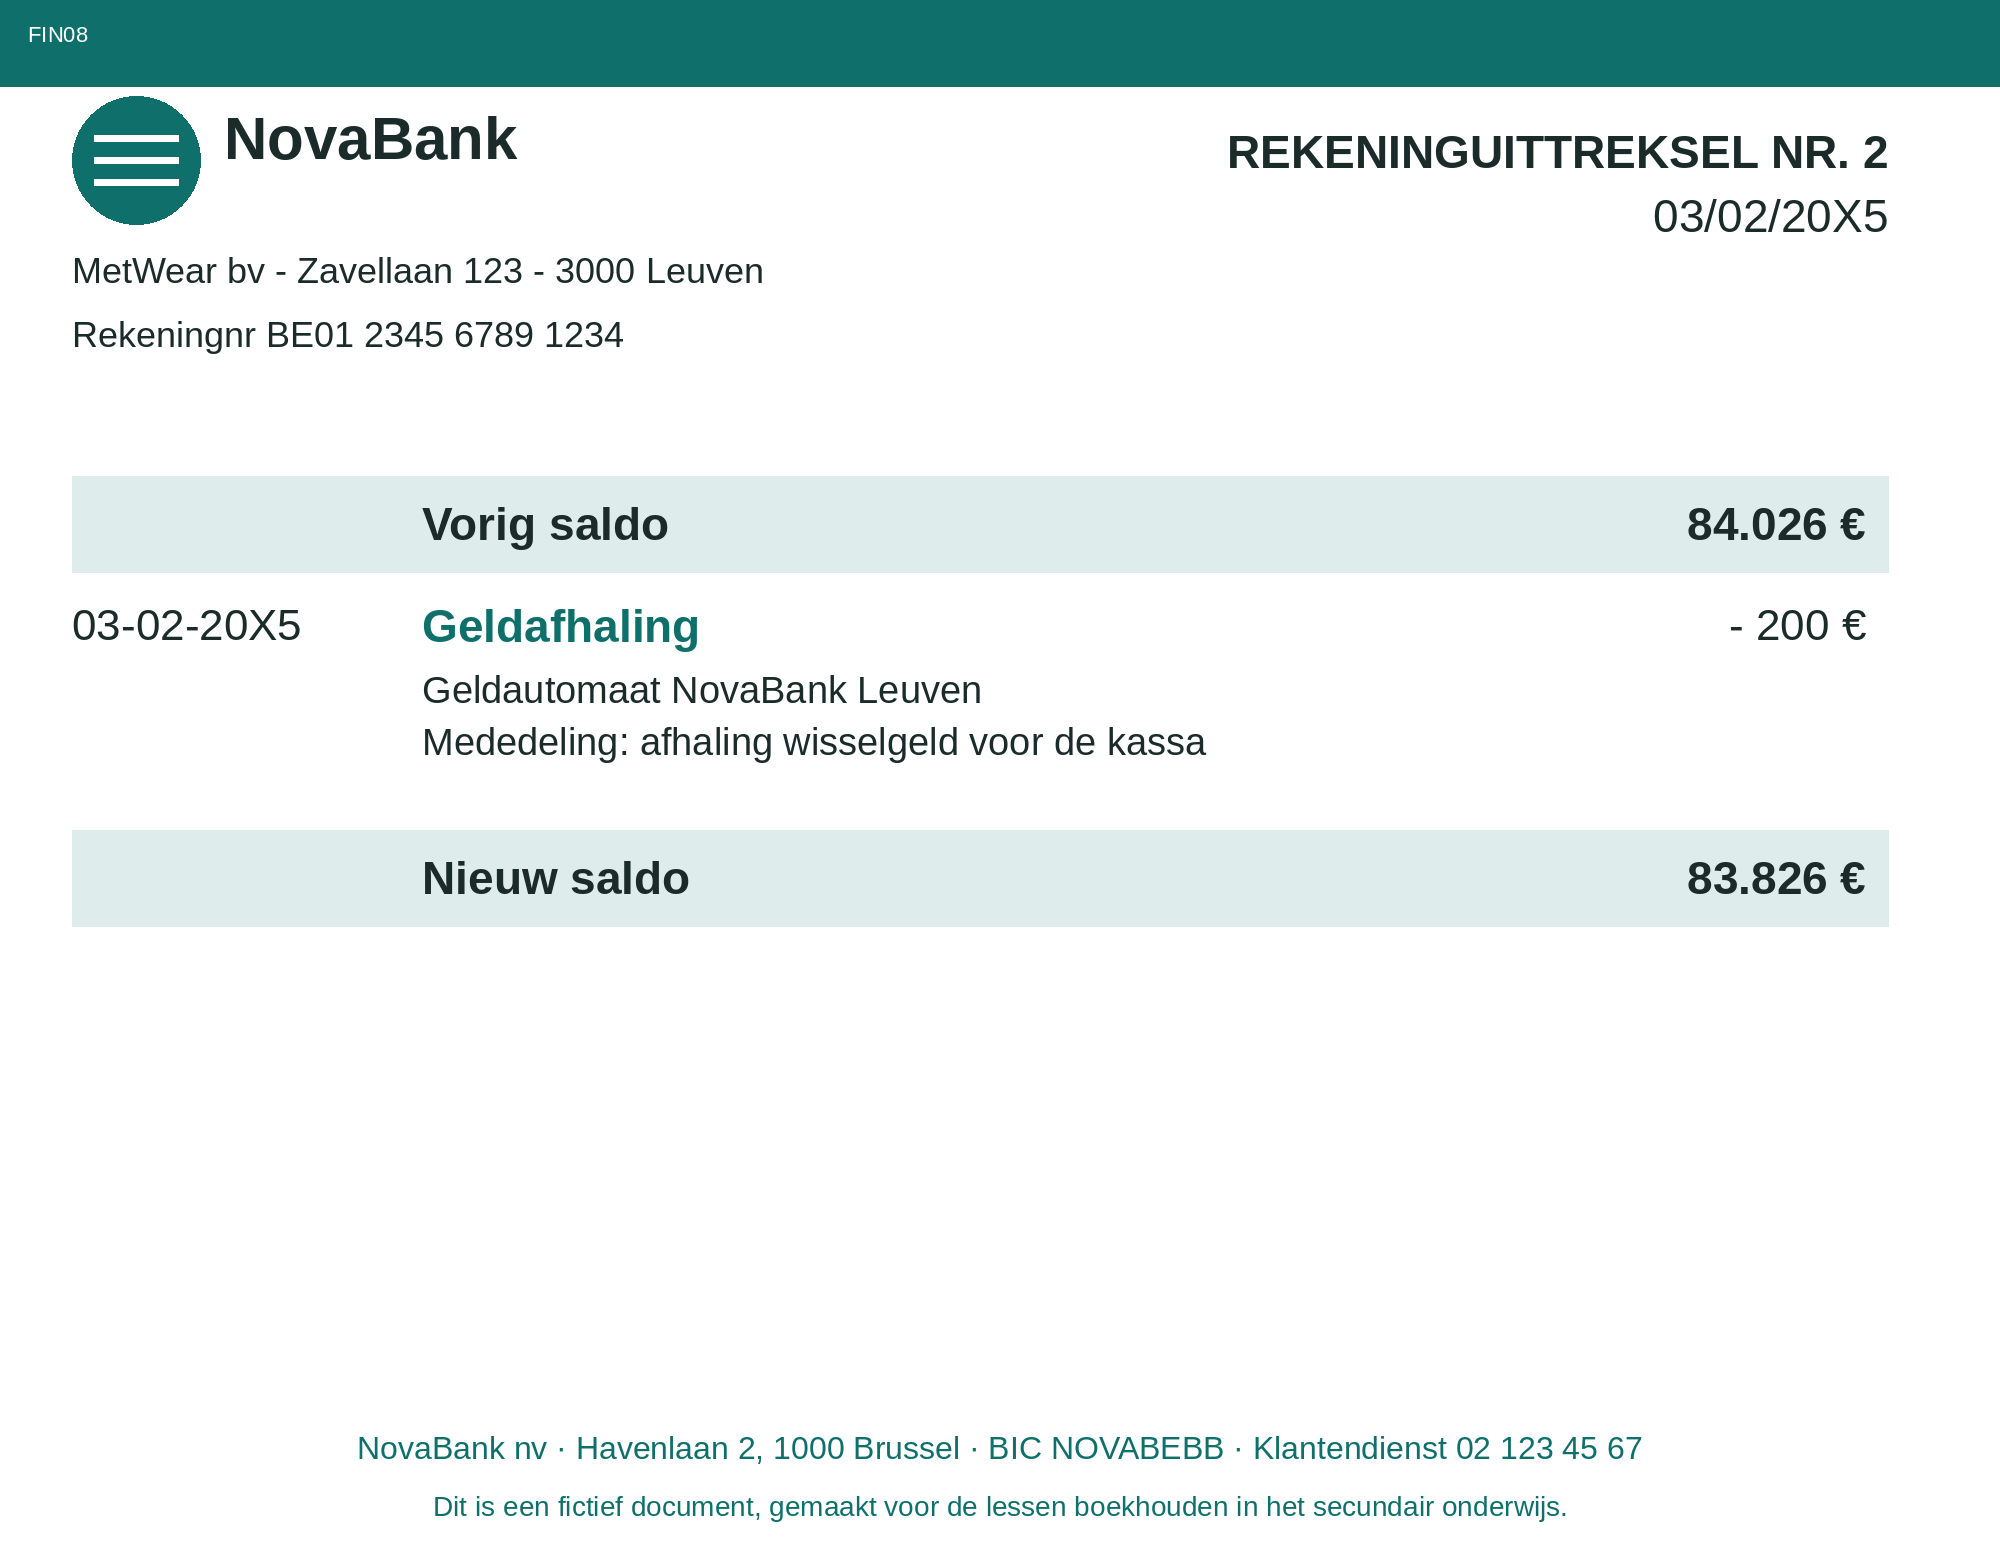 FIN08
NovaBank
REKENINGUITTREKSEL NR. 2
03/02/20X5
MetWear bv - Zavellaan 123 - 3000 Leuven
Rekeningnr BE01 2345 6789 1234
Vorig saldo 84.026 €
03-02-20X5 Geldafhaling - 200 €
Geldautomaat NovaBank Leuven
Mededeling: afhaling wisselgeld voor de kassa
Nieuw saldo 83.826 €
NovaBank nv · Havenlaan 2, 1000 Brussel · BIC NOVABEBB · Klantendienst 02 123 45 67
Dit is een fictief document, gemaakt voor de lessen boekhouden in het secundair onderwijs.